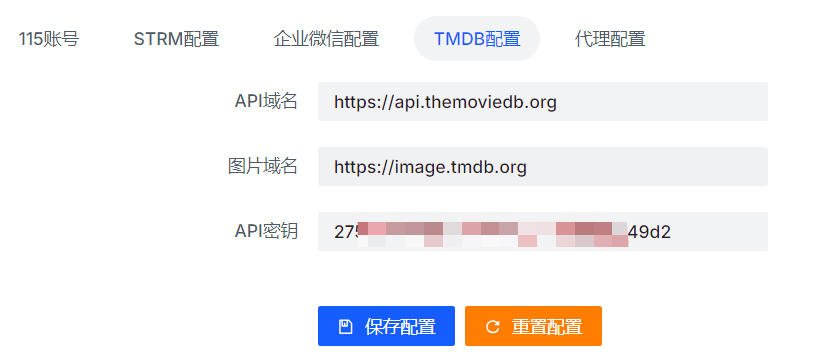 115账号 STRM配置 企业微信配置 TMDB配置 代理配置
API域名 https://api.themoviedb.org
图片域名 https://image.tmdb.org
API密钥 275 49d2
保存配置 重置配置